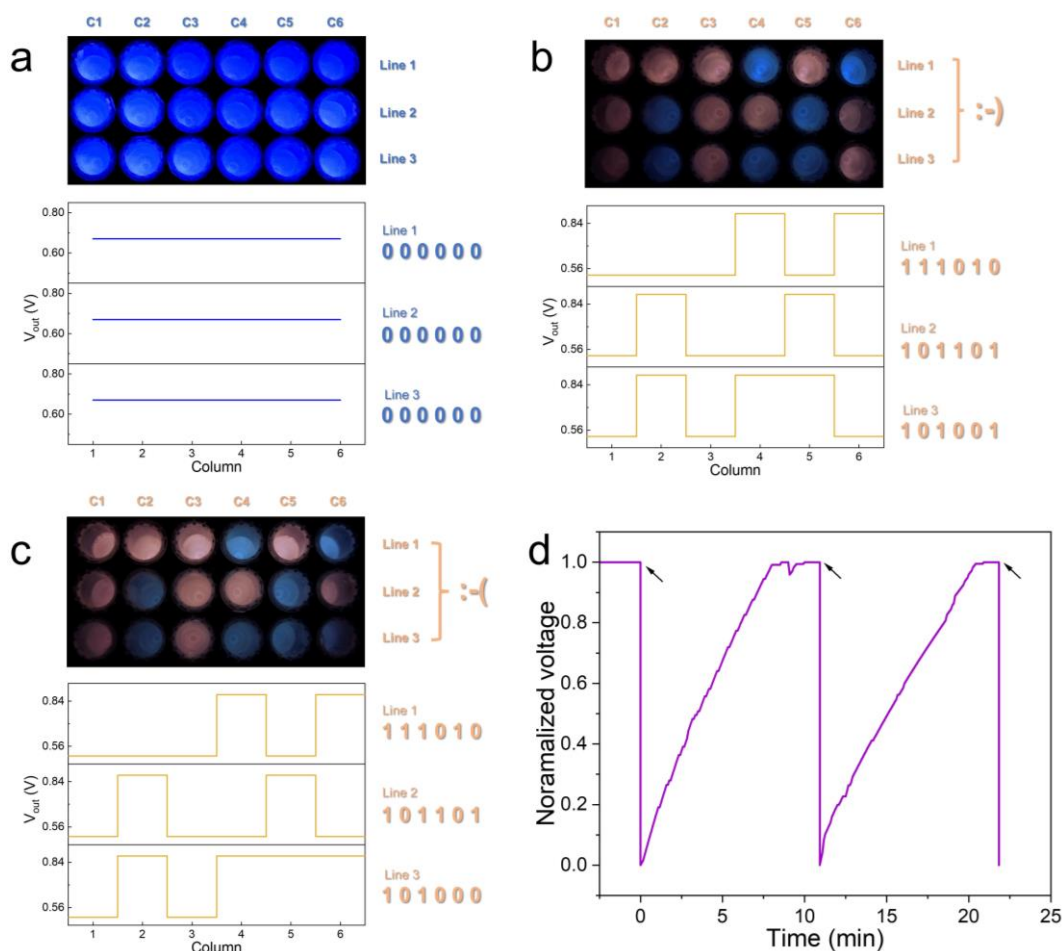 a
C1 C2 C3 C4 C5 C6
Line 1
Line 2
Line 3
0.80
0.60
0.80
0.60
0.80
0.60
V_out (V)
1 2 3 4 5 6
Column
Line 1
0 0 0 0 0 0
Line 2
0 0 0 0 0 0
Line 3
0 0 0 0 0 0
b
C1 C2 C3 C4 C5 C6
Line 1
Line 2
Line 3
:-)
0.84
0.56
0.84
0.56
0.84
0.56
V_out (V)
1 2 3 4 5 6
Column
Line 1
1 1 1 0 1 0
Line 2
1 0 1 1 0 1
Line 3
1 0 1 0 0 1
c
C1 C2 C3 C4 C5 C6
Line 1
Line 2
Line 3
:-(
0.84
0.56
0.84
0.56
0.84
0.56
V_out (V)
1 2 3 4 5 6
Column
Line 1
1 1 1 0 1 0
Line 2
1 0 1 1 0 1
Line 3
1 0 1 0 0 0
d
Noramalized voltage
1.0
0.8
0.6
0.4
0.2
0.0
0 5 10 15 20 25
Time (min)